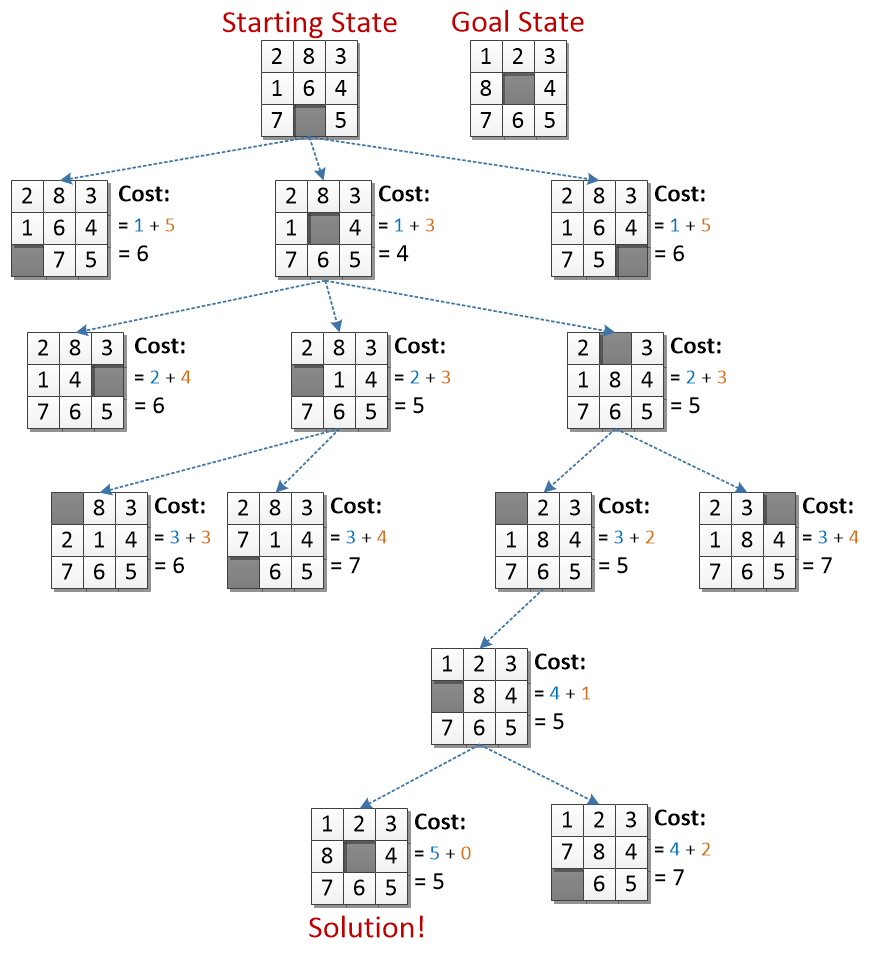 Starting State Goal State
2 8 3
1 6 4
7 5
1 2 3
8 4
7 6 5
2 8 3
1 6 4
7 5
Cost:
= 1 + 5
= 6
2 8 3
1 4
7 6 5
Cost:
= 1 + 3
= 4
2 8 3
1 6 4
7 5
Cost:
= 1 + 5
= 6
2 8 3
1 4
7 6 5
Cost:
= 2 + 4
= 6
2 8 3
1 4
7 6 5
Cost:
= 2 + 3
= 5
2 3
1 8 4
7 6 5
Cost:
= 2 + 3
= 5
8 3
2 1 4
7 6 5
Cost:
= 3 + 3
= 6
2 8 3
7 1 4
6 5
Cost:
= 3 + 4
= 7
2 3
1 8 4
7 6 5
Cost:
= 3 + 2
= 5
2 3
1 8 4
7 6 5
Cost:
= 3 + 4
= 7
1 2 3
8 4
7 6 5
Cost:
= 4 + 1
= 5
1 2 3
8 4
7 6 5
Cost:
= 5 + 0
= 5
1 2 3
7 8 4
6 5
Cost:
= 4 + 2
= 7
Solution!